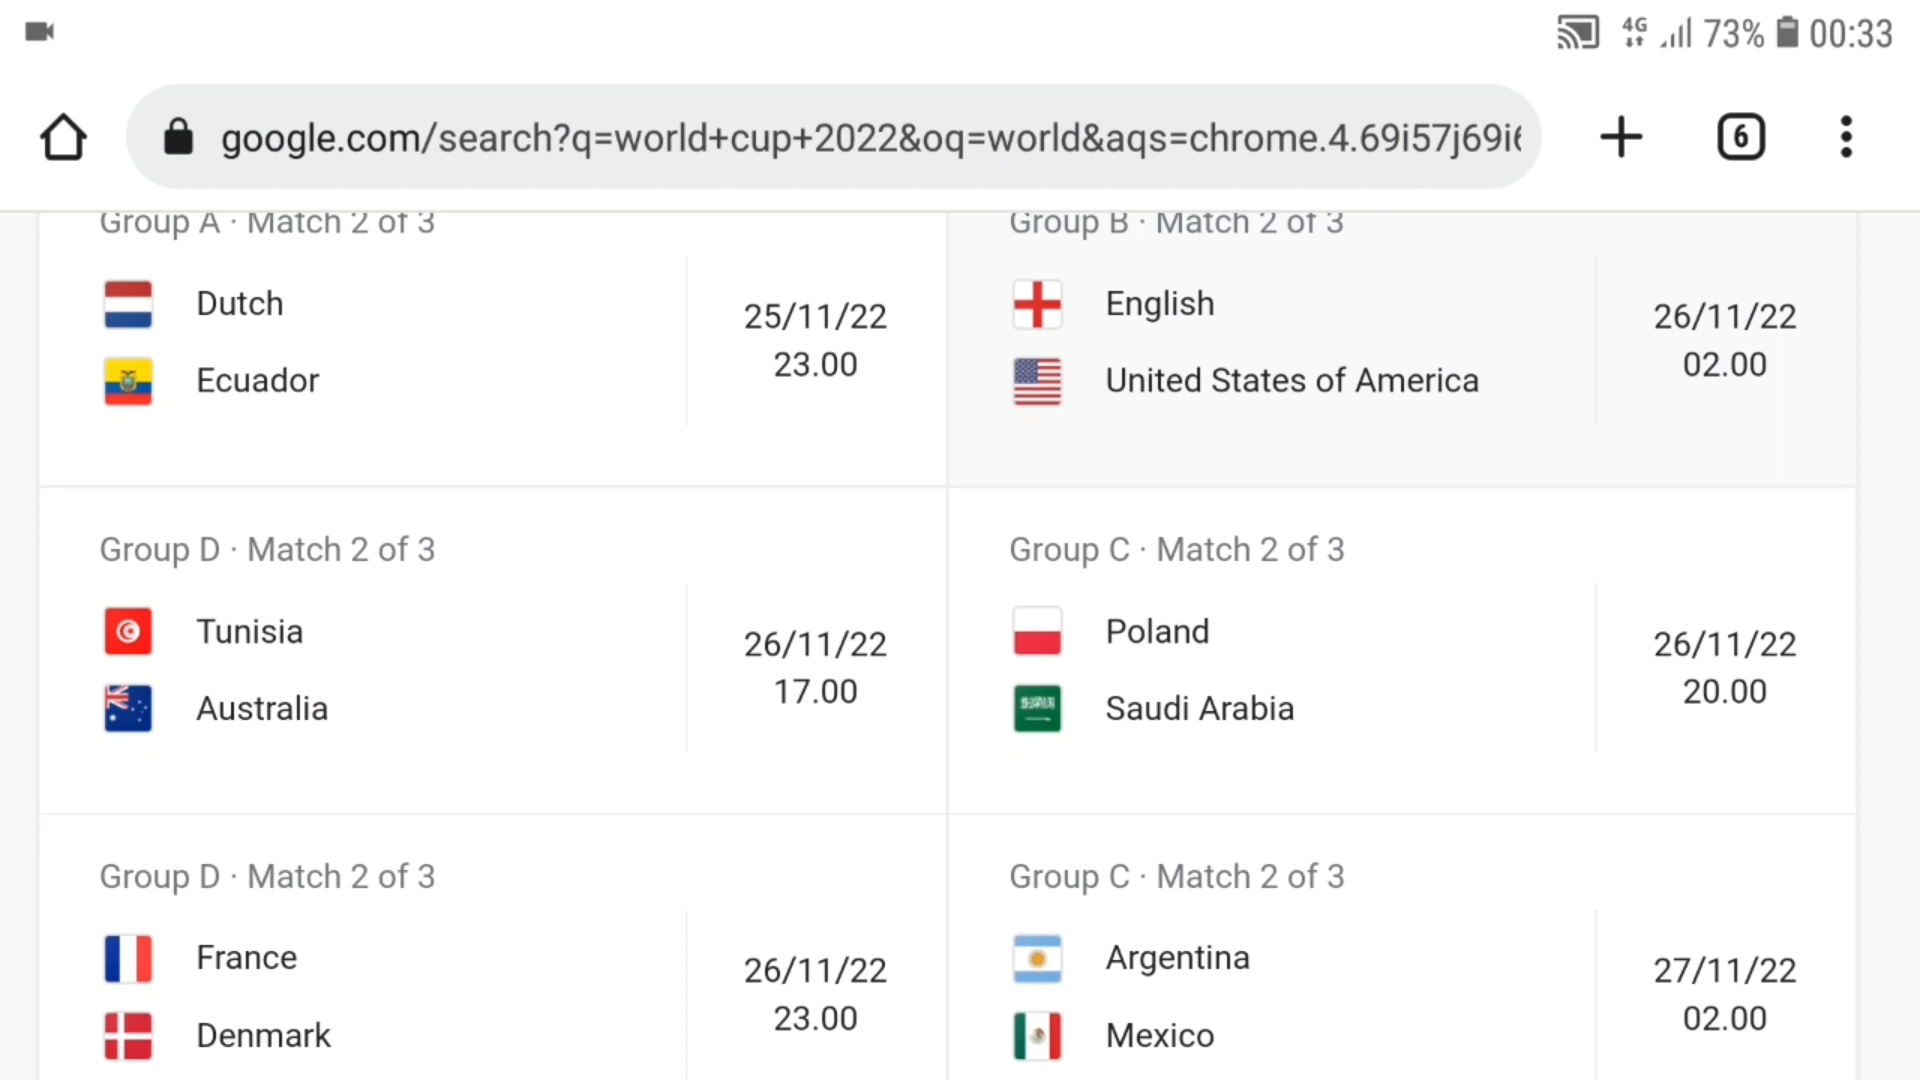 4G 73% 00:33
google.com/search?q=world+cup+2022&oq=world&aqs=chrome.4.69i57j69i6
6
Group A · Match 2 of 3
Dutch
Ecuador
25/11/22
23.00
Group B · Match 2 of 3
English
United States of America
26/11/22
02.00
Group D · Match 2 of 3
Tunisia
Australia
26/11/22
17.00
Group C · Match 2 of 3
Poland
Saudi Arabia
26/11/22
20.00
Group D · Match 2 of 3
France
Denmark
26/11/22
23.00
Group C · Match 2 of 3
Argentina
Mexico
27/11/22
02.00